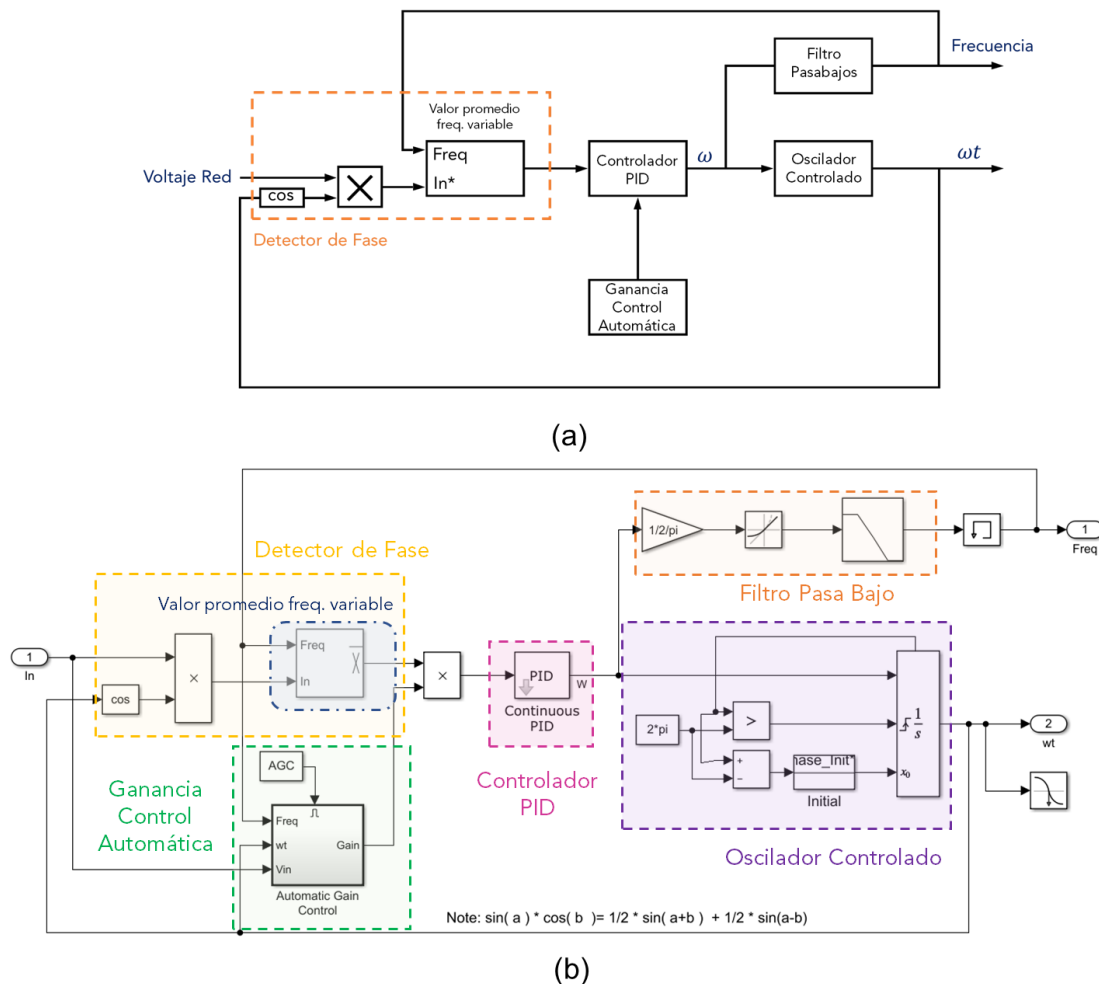 Frecuencia
Filtro
Pasabajos
Valor promedio
freq. variable
Freq
In*
Voltaje Red
cos
Controlador
PID
ω
Oscilador
Controlado
ωt
Detector de Fase
Ganancia
Control
Automática
(a)
1/2/pi
1
Freq
Detector de Fase
Filtro Pasa Bajo
Valor promedio freq. variable
Freq
In
1
In
×
cos
×
PID
w
Continuous
PID
2*pi
>
+
−
hase_Init*
Initial
1
s
x₀
2
wt
Controlador
PID
AGC
Ganancia
Control
Automática
Freq
wt
Vin
Gain
Automatic Gain
Control
Oscilador Controlado
Note: sin( a ) * cos( b )= 1/2 * sin( a+b ) + 1/2 * sin(a-b)
(b)